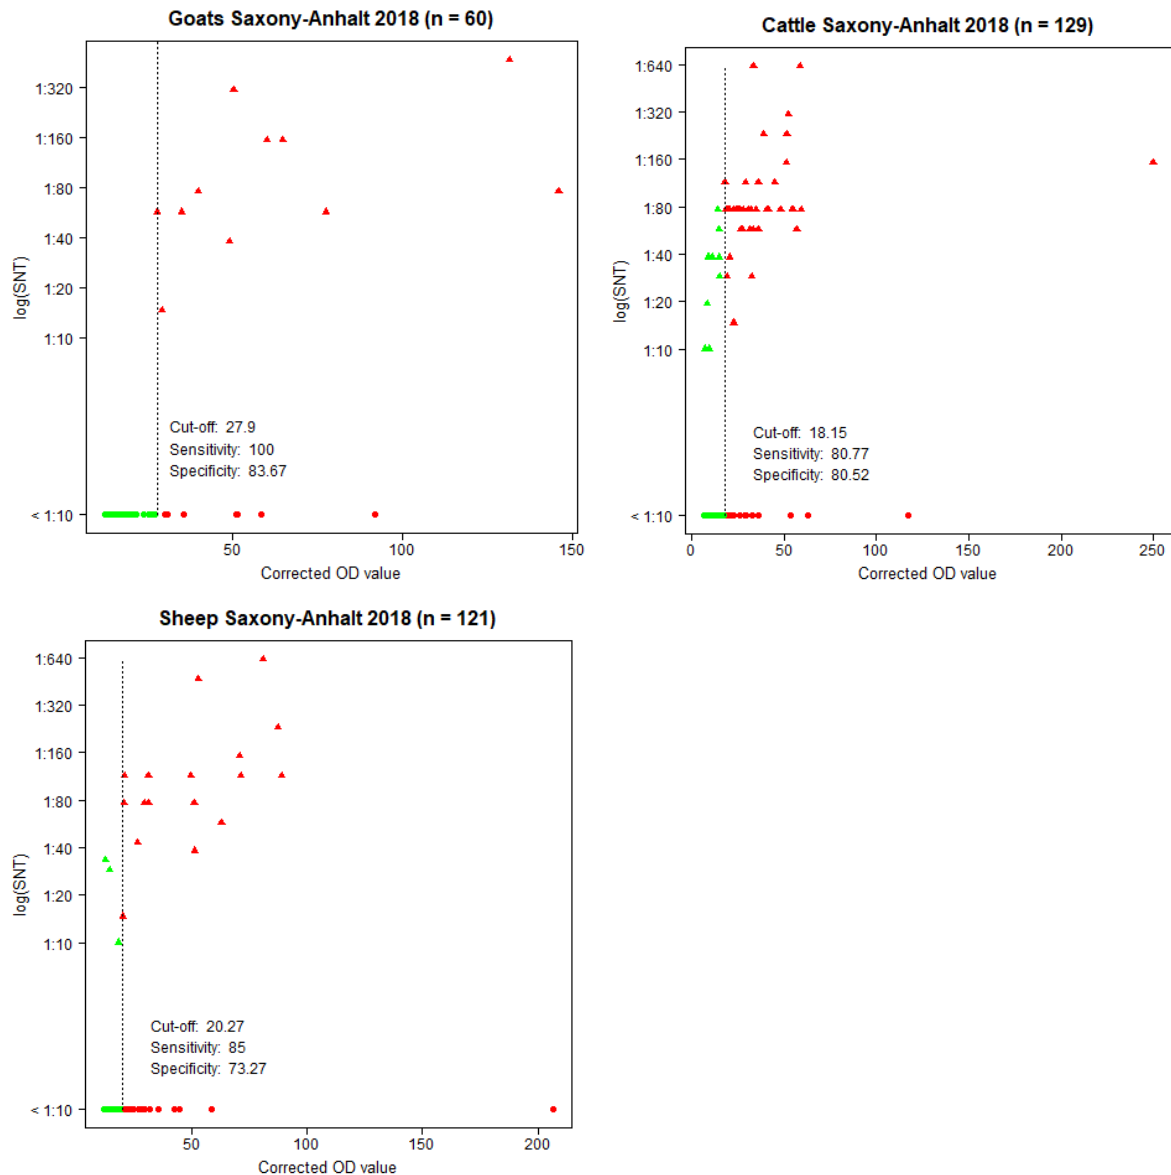 Goats Saxony-Anhalt 2018 (n = 60)
log(SNT)
1:320
1:160
1:80
1:40
1:20
1:10
< 1:10
Cut-off: 27.9
Sensitivity: 100
Specificity: 83.67
50
100
150
Corrected OD value
Cattle Saxony-Anhalt 2018 (n = 129)
log(SNT)
1:640
1:320
1:160
1:80
1:40
1:20
1:10
< 1:10
Cut-off: 18.15
Sensitivity: 80.77
Specificity: 80.52
0
50
100
150
200
250
Corrected OD value
Sheep Saxony-Anhalt 2018 (n = 121)
log(SNT)
1:640
1:320
1:160
1:80
1:40
1:20
1:10
< 1:10
Cut-off: 20.27
Sensitivity: 85
Specificity: 73.27
50
100
150
200
Corrected OD value